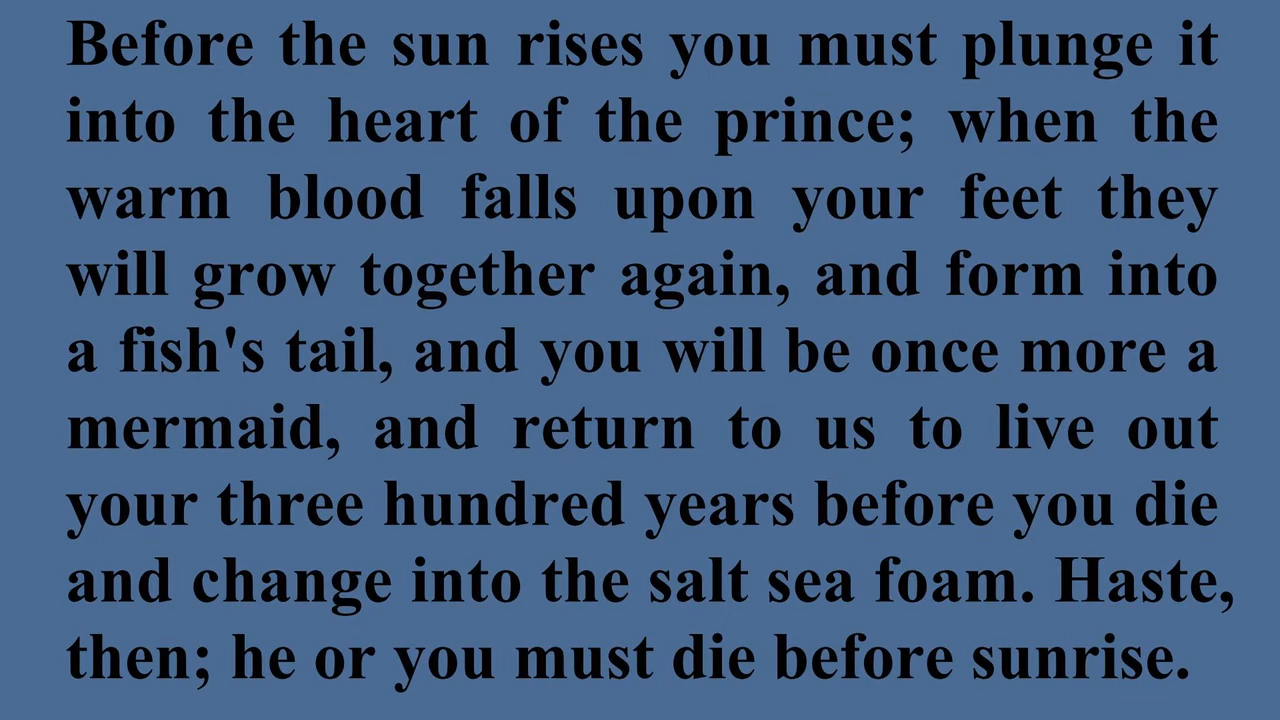 Before the sun rises you must plunge it
into the heart of the prince; when the
warm blood falls upon your feet they
will grow together again, and form into
a fish's tail, and you will be once more a
mermaid, and return to us to live out
your three hundred years before you die
and change into the salt sea foam. Haste,
then; he or you must die before sunrise.